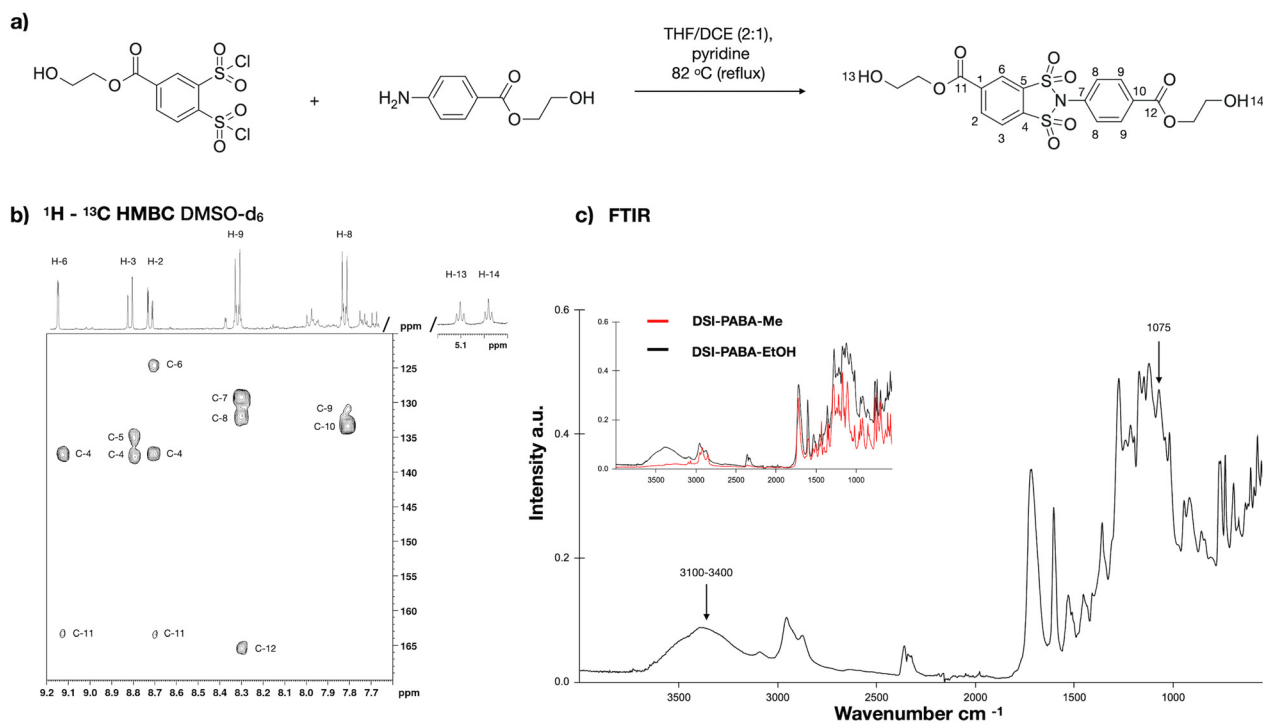 a)
THF/DCE (2:1),
pyridine
82 ºC (reflux)
HO
O
O
O
S
O
Cl
S
O
O
Cl
+
H₂N
O
O
OH
HO
13
O
O
11
1
6
5
2
3
4
O
O
S
N
S
O
O
7
8
8
9
9
10
O
12
O
OH
14
b) ¹H - ¹³C HMBC DMSO-d₆
H-6
H-3
H-2
H-9
H-8
H-13
H-14
ppm
5.1
ppm
C-6
C-7
C-8
C-9
C-10
C-5
C-4
C-4
C-4
C-11
C-11
C-12
125
130
135
140
145
150
155
160
165
9.2 9.1 9.0 8.9 8.8 8.7 8.6 8.5 8.4 8.3 8.2 8.1 8.0 7.9 7.8 7.7 ppm
c) FTIR
Intensity a.u.
0.6
0.4
0.2
0.0
0.6
0.4
0.2
0.0
DSI-PABA-Me
DSI-PABA-EtOH
3500 3000 2500 2000 1500 1000
1075
3100-3400
3500 3000 2500 2000 1500 1000
Wavenumber cm ⁻¹